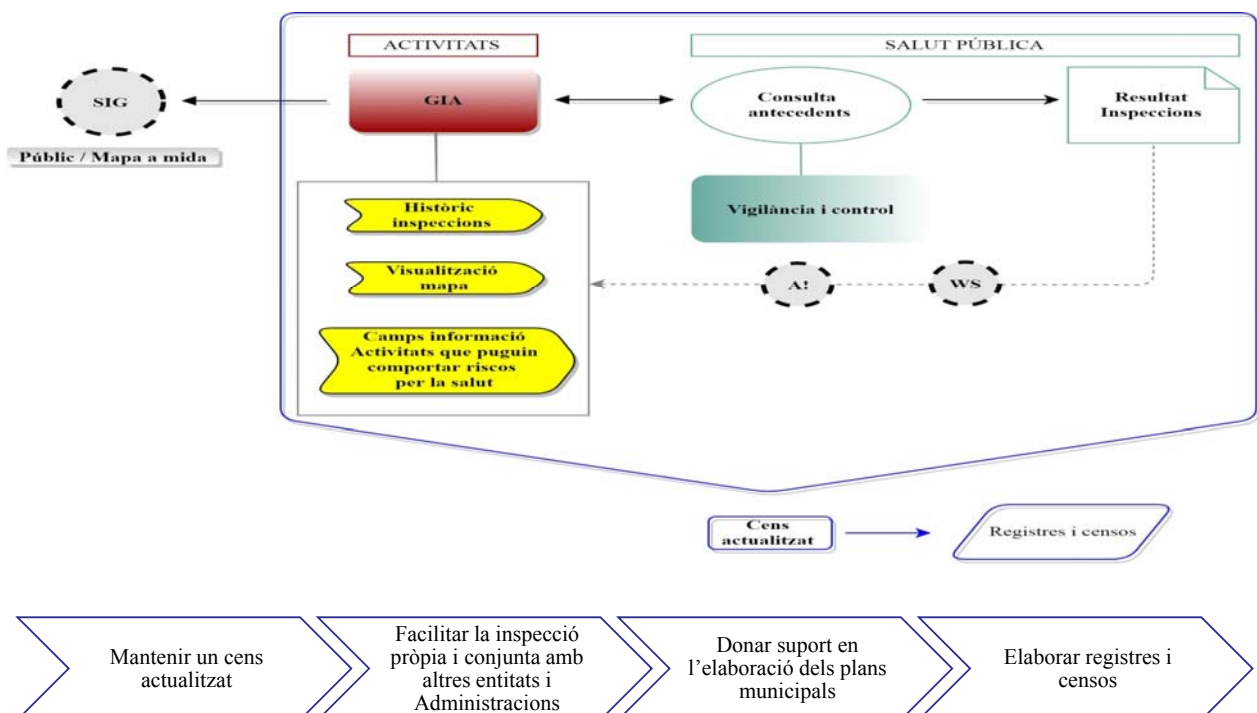 ACTIVITATS
SALUT PÚBLICA
SIG
Públic / Mapa a mida
GIA
Consulta
antecedents
Resultat
Inspeccions
Vigilància i control
Històric
inspeccions
Visualització
mapa
Camps informació
Activitats que puguin
comportar riscos
per la salut
A!
WS
Cens
actualitzat
Registres i censos
Mantenir un cens
actualitzat
Facilitar la inspecció
pròpia i conjunta amb
altres entitats i
Administracions
Donar suport en
l’elaboració dels plans
municipals
Elaborar registres i
censos